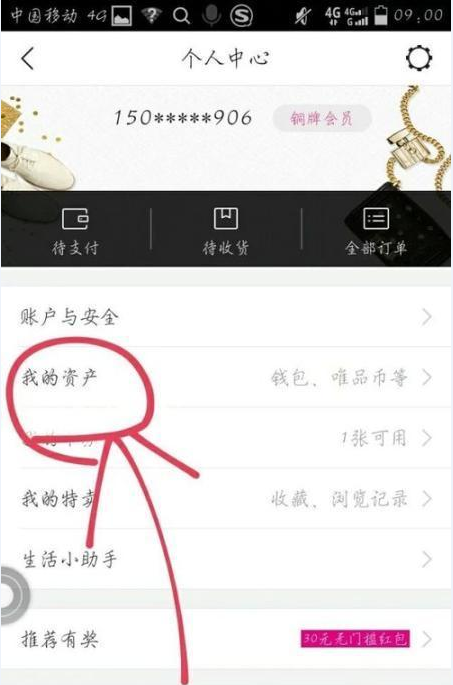 中国移动 4G 4G 4G 09:00
个人中心
150*****906 铜牌会员
待支付 待收货 全部订单
账户与安全
我的资产 钱包、唯品币等
1张可用
我的特卖 收藏、浏览记录
生活小助手
推荐有奖 30元无门槛红包